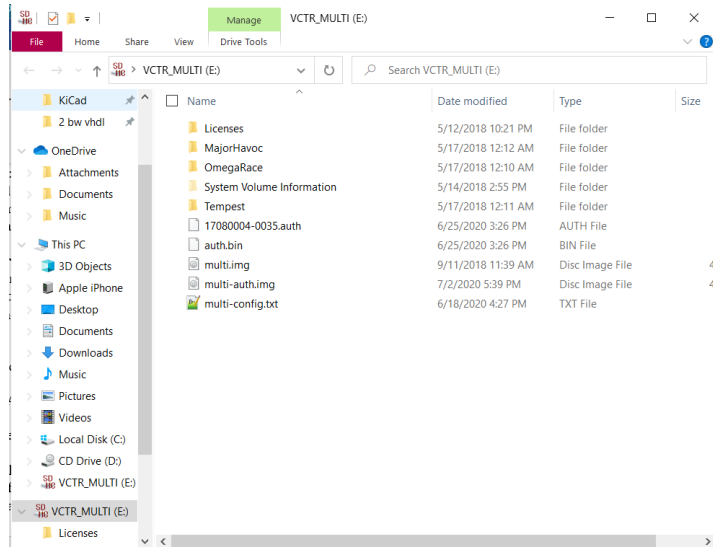 Manage VCTR_MULTI (E:)
File Home Share View Drive Tools
VCTR_MULTI (E:) Search VCTR_MULTI (E:)
Name Date modified Type Size
KiCad
2 bw vhdl
OneDrive
Attachments
Documents
Music
This PC
3D Objects
Apple iPhone
Desktop
Documents
Downloads
Music
Pictures
Videos
Local Disk (C:)
CD Drive (D:)
VCTR_MULTI (E:)
VCTR_MULTI (E:)
Licenses
Licenses 5/12/2018 10:21 PM File folder
MajorHavoc 5/17/2018 12:12 AM File folder
OmegaRace 5/17/2018 12:10 AM File folder
System Volume Information 5/14/2018 2:55 PM File folder
Tempest 5/17/2018 12:11 AM File folder
17080004-0035.auth 6/25/2020 3:26 PM AUTH File
auth.bin 6/25/2020 3:26 PM BIN File
multi.img 9/11/2018 11:39 AM Disc Image File 4
multi-auth.img 7/2/2020 5:39 PM Disc Image File 4
multi-config.txt 6/18/2020 4:27 PM TXT File